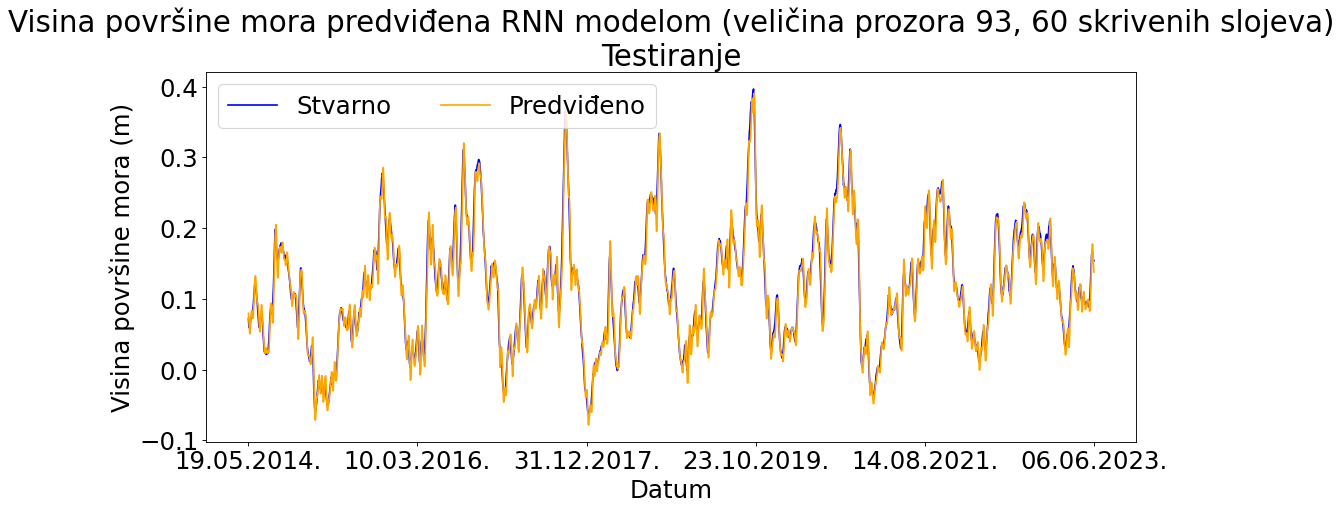 Visina površine mora predviđena RNN modelom (veličina prozora 93, 60 skrivenih slojeva)
Testiranje
Stvarno
Predviđeno
Visina površine mora (m)
0.4
0.3
0.2
0.1
0.0
−0.1
19.05.2014.
10.03.2016.
31.12.2017.
23.10.2019.
14.08.2021.
06.06.2023.
Datum